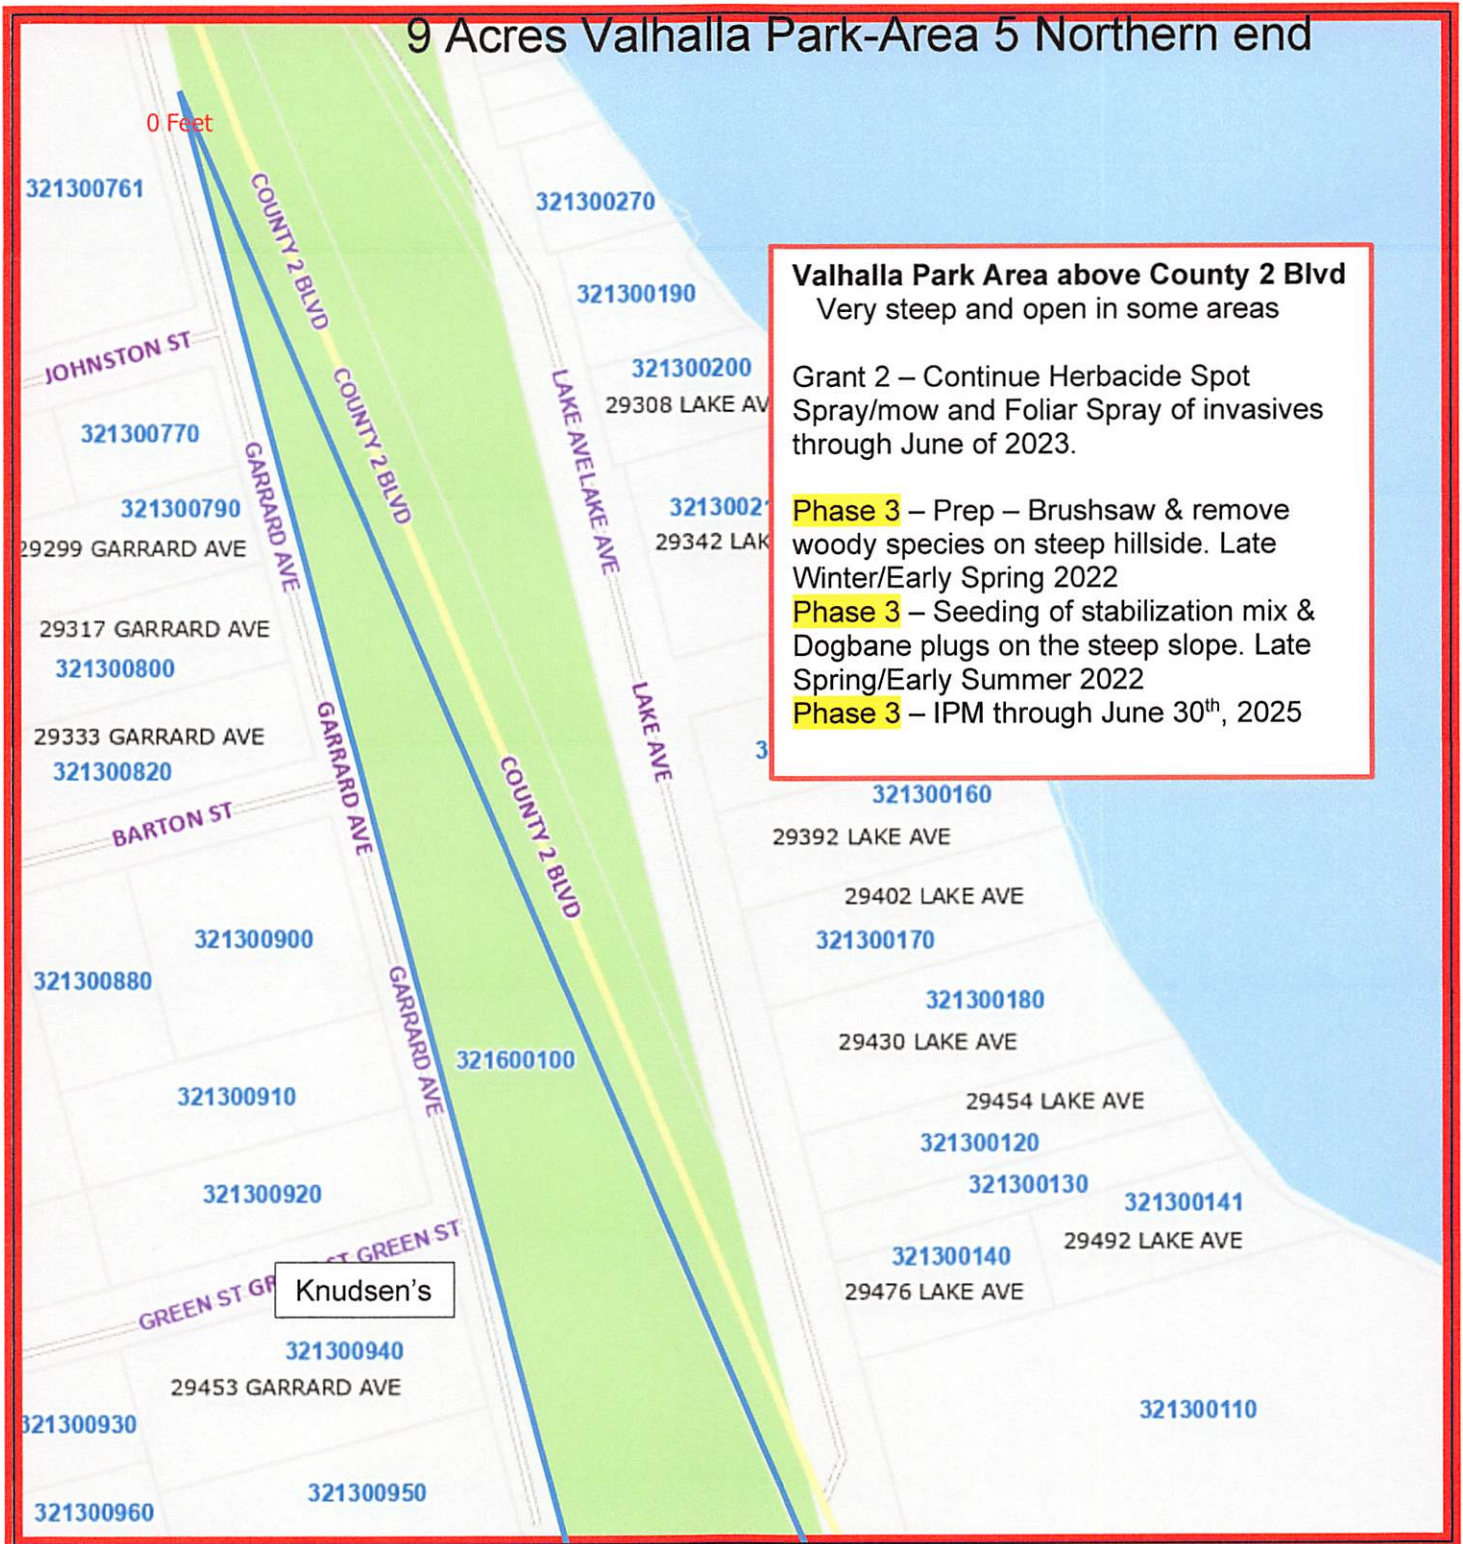 9 Acres Valhalla Park-Area 5 Northern end
0 Feet
321300761
321300270
COUNTY 2 BLVD
321300190
Valhalla Park Area above County 2 Blvd
Very steep and open in some areas
Grant 2 – Continue Herbacide Spot
Spray/mow and Foliar Spray of invasives
through June of 2023.
Phase 3 – Prep – Brushsaw & remove
woody species on steep hillside. Late
Winter/Early Spring 2022
Phase 3 – Seeding of stabilization mix &
Dogbane plugs on the steep slope. Late
Spring/Early Summer 2022
Phase 3 – IPM through June 30th, 2025
JOHNSTON ST
321300200
29308 LAKE AV
COUNTY 2 BLVD
LAKE AVE LAKE AVE
321300770
GARRARD AVE
321300790
29299 GARRARD AVE
32130021
29342 LAK
29317 GARRARD AVE
321300800
GARRARD AVE
LAKE AVE
29333 GARRARD AVE
321300820
3
COUNTY 2 BLVD
BARTON ST
321300160
29392 LAKE AVE
29402 LAKE AVE
321300900
321300170
321300880
GARRARD AVE
321300180
29430 LAKE AVE
321600100
321300910
29454 LAKE AVE
321300120
321300920
321300130
321300141
29492 LAKE AVE
GREEN ST GR
ST GREEN ST
Knudsen's
321300140
29476 LAKE AVE
321300940
29453 GARRARD AVE
321300110
321300930
321300950
321300960